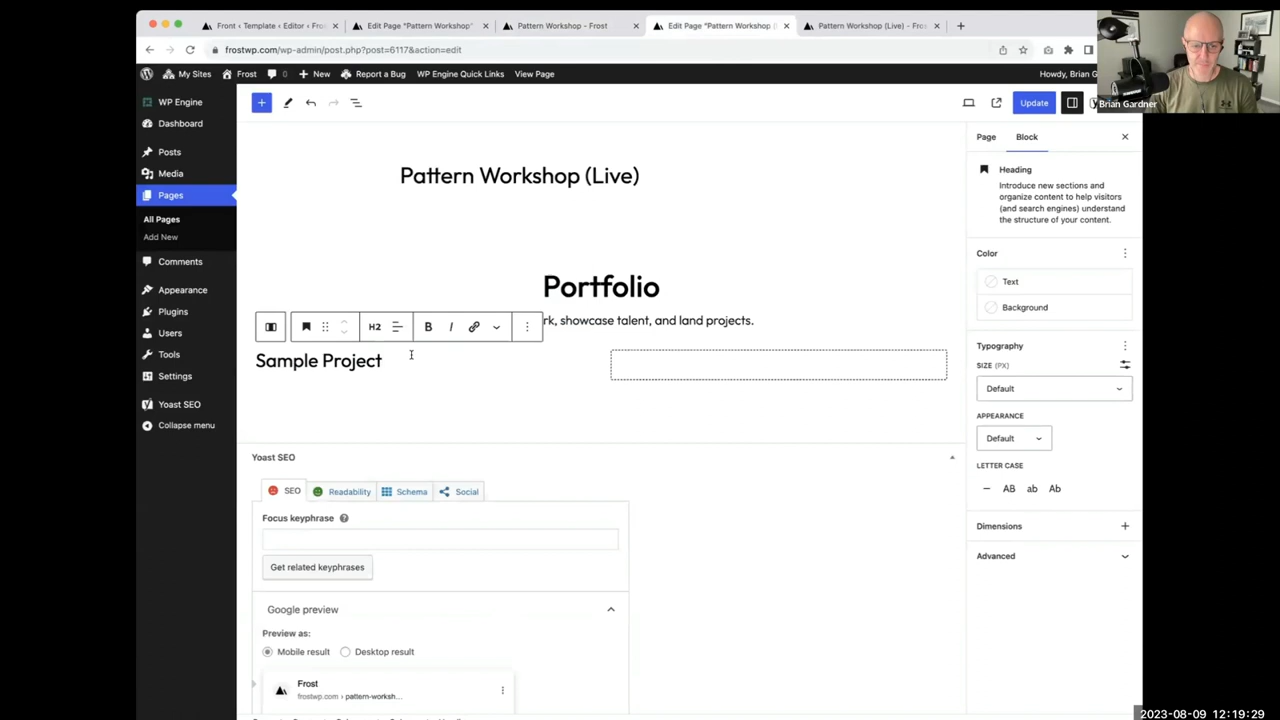 Front ‹ Template ‹ Editor ‹ Fro
Edit Page "Pattern Workshop"
Pattern Workshop - Frost
Edit Page "Pattern Workshop (
Pattern Workshop (Live) - Fros
frostwp.com/wp-admin/post.php?post=6117&action=edit
My Sites
Frost
0
New
Report a Bug
WP Engine Quick Links
View Page
Howdy, Brian G
Brian Gardner
WP Engine
Dashboard
Posts
Media
Pages
All Pages
Add New
Comments
Appearance
Plugins
Users
Tools
Settings
Yoast SEO
Collapse menu
Update
Pattern Workshop (Live)
Portfolio
rk, showcase talent, and land projects.
H2
B
I
Sample Project
Yoast SEO
SEO
Readability
Schema
Social
Focus keyphrase
Get related keyphrases
Google preview
Preview as:
Mobile result
Desktop result
Frost
frostwp.com › pattern-worksh...
Page
Block
Heading
Introduce new sections and
organize content to help visitors
(and search engines) understand
the structure of your content.
Color
Text
Background
Typography
SIZE (PX)
Default
APPEARANCE
Default
LETTER CASE
AB
ab
Ab
Dimensions
Advanced
2023-08-09 12:19:29